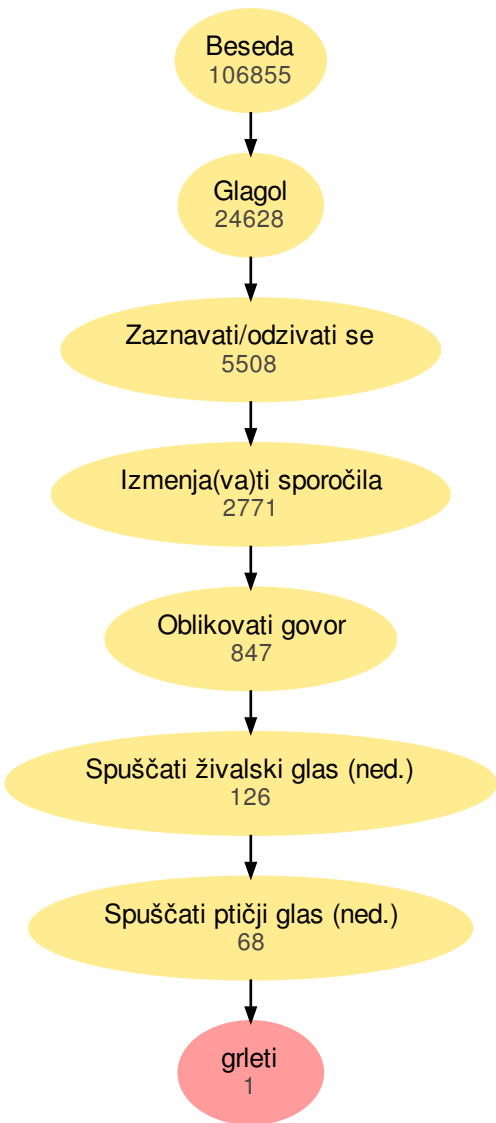 Beseda
106855
Glagol
24628
Zaznavati/odzivati se
5508
Izmenja(va)ti sporočila
2771
Oblikovati govor
847
Spuščati živalski glas (ned.)
126
Spuščati ptičji glas (ned.)
68
grleti
1